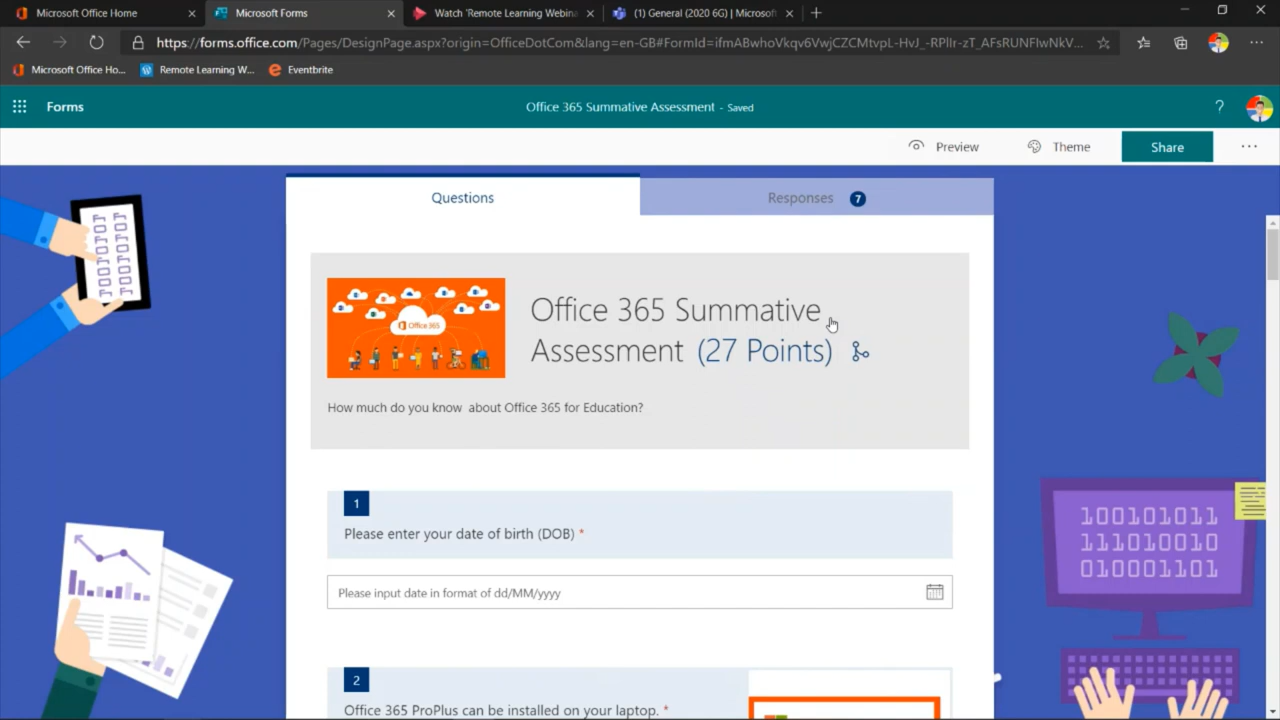 Microsoft Office Home
Microsoft Forms
Watch 'Remote Learning Webina
(1) General (2020 6G) | Microsoft
https://forms.office.com/Pages/DesignPage.aspx?origin=OfficeDotCom&lang=en-GB#FormId=ifmABwhoVkqv6VwjCZCMtvpL-HvJ_-RPlIr-zT_AFsRUNFIwNkV...
Microsoft Office Ho...
Remote Learning W...
Eventbrite
Forms
Office 365 Summative Assessment - Saved
?
Preview
Theme
Share
Questions
Responses 7
Office 365
Office 365 Summative
Assessment (27 Points)
How much do you know about Office 365 for Education?
1
Please enter your date of birth (DOB) *
Please input date in format of dd/MM/yyyy
2
Office 365 ProPlus can be installed on your laptop. *
100101011
111010010
010001101